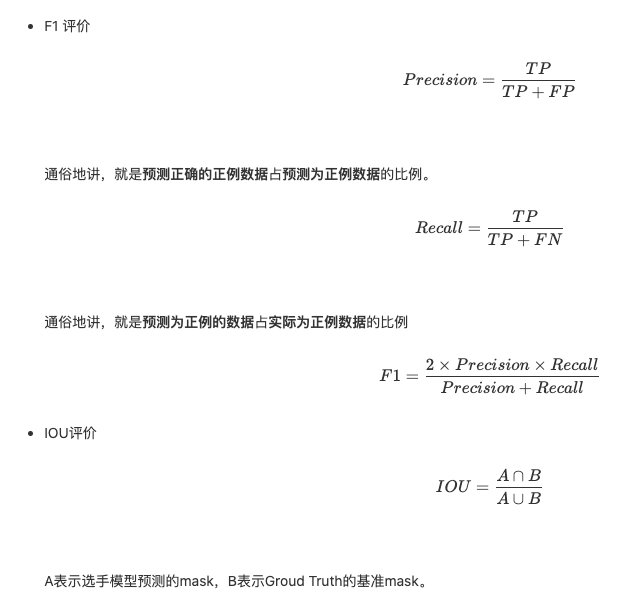 F1 评价
Precision = \frac{TP}{TP + FP}
通俗地讲，就是预测正确的正例数据占预测为正例数据的比例。
Recall = \frac{TP}{TP + FN}
通俗地讲，就是预测为正例的数据占实际为正例数据的比例
F1 = \frac{2 × Precision × Recall}{Precision + Recall}
IOU评价
IOU = \frac{A ∩ B}{A ∪ B}
A表示选手模型预测的mask，B表示Groud Truth的基准mask。